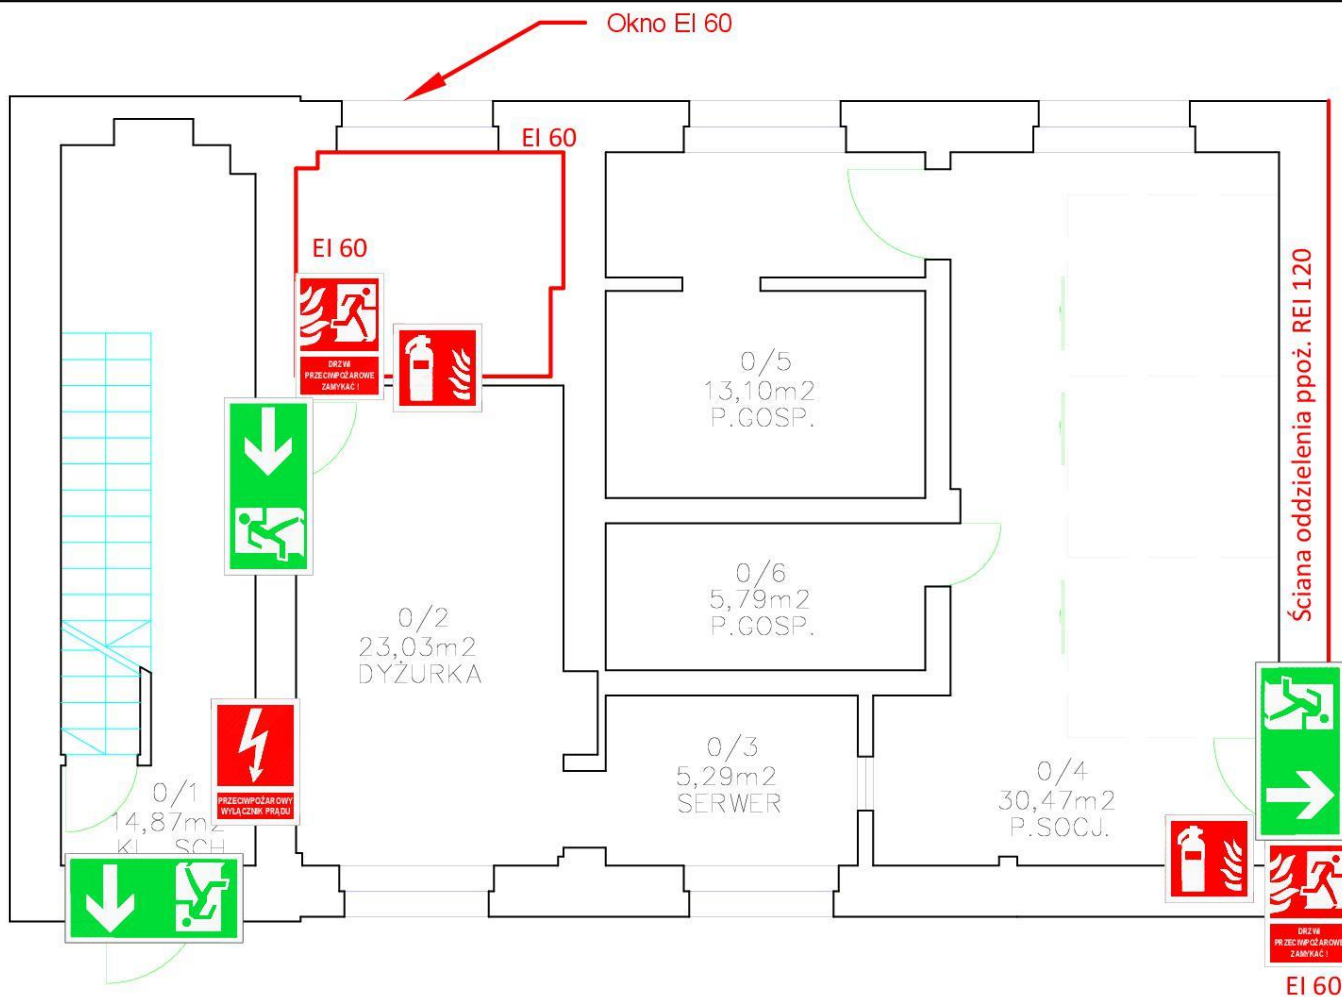 Okno EI 60
EI 60
EI 60
DRZWI
PRZECIWPOŻAROWE
ZAMYKAĆ !
Ściana oddzielenia ppoż. REI 120
0/5
13,10m2
P.GOSP.
0/6
5,79m2
P.GOSP.
0/2
23,03m2
DYŻURKA
0/3
5,29m2
SERWER
0/4
30,47m2
P.SOCJ.
0/1
14,87m2
KL. SCH
PRZECIWPOŻAROWY
WYŁĄCZNIK PRĄDU
DRZWI
PRZECIWPOŻAROWE
ZAMYKAĆ !
EI 60